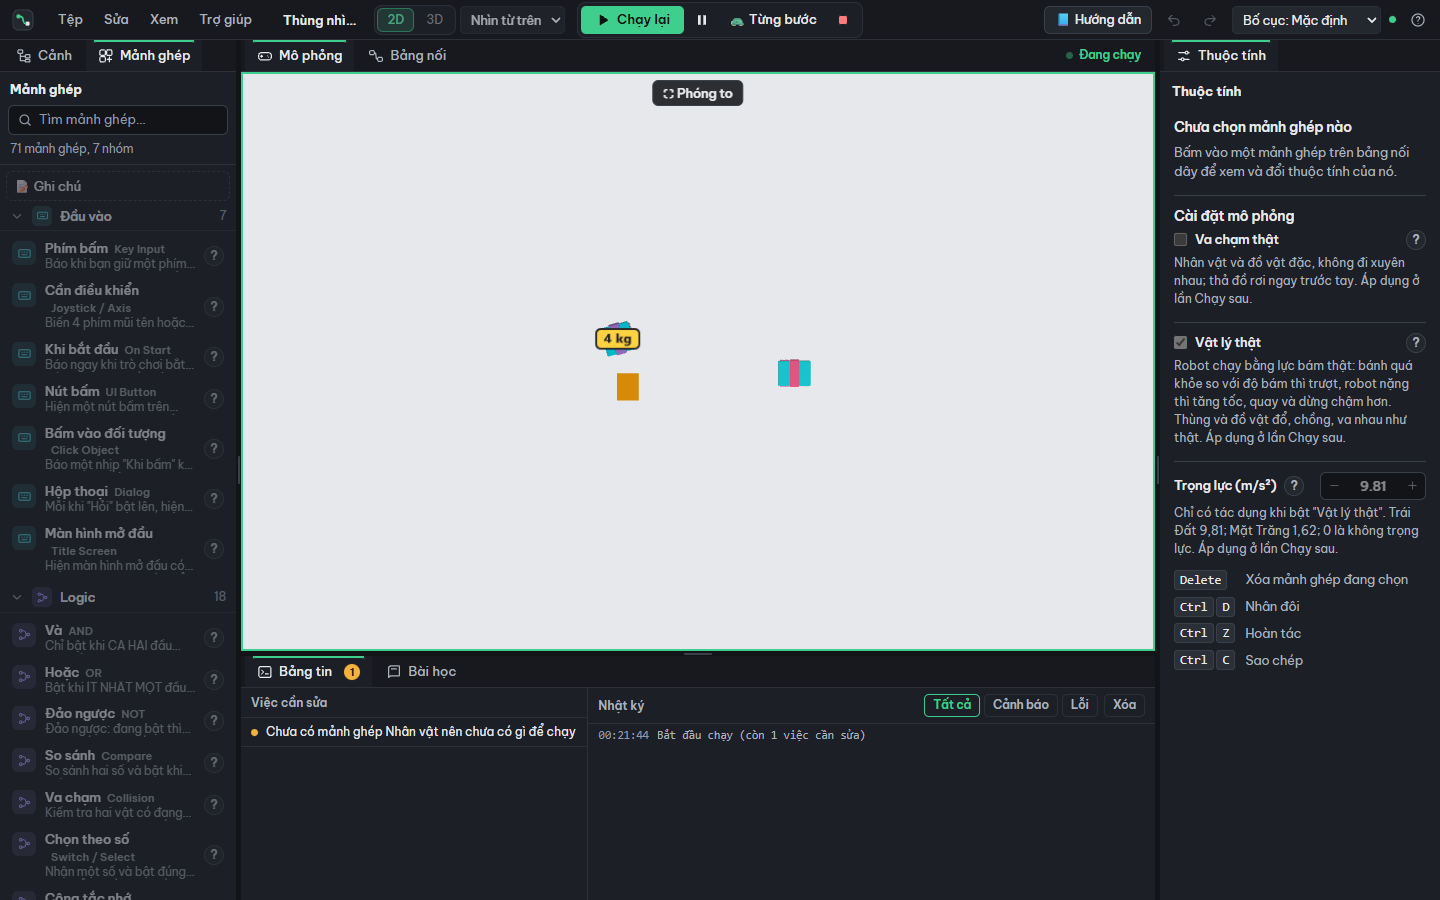 Tệp Sửa Xem Trợ giúp Thùng nhì... 2D 3D Nhìn từ trên Chạy lại Từng bước Hướng dẫn Bố cục: Mặc định
Cảnh Mảnh ghép
Mảnh ghép
Tìm mảnh ghép...
71 mảnh ghép, 7 nhóm
Ghi chú
Đầu vào 7
Phím bấm Key Input ?
Báo khi bạn giữ một phím...
Cần điều khiển
Joystick / Axis ?
Biến 4 phím mũi tên hoặc...
Khi bắt đầu On Start ?
Báo ngay khi trò chơi bắt...
Nút bấm UI Button ?
Hiện một nút bấm trên...
Bấm vào đối tượng
Click Object ?
Báo một nhịp "Khi bấm" k...
Hộp thoại Dialog ?
Mỗi khi "Hỏi" bật lên, hiện...
Màn hình mở đầu
Title Screen ?
Hiện màn hình mở đầu có...
Logic 18
Và AND ?
Chỉ bật khi CẢ HAI đầu...
Hoặc OR ?
Bật khi ÍT NHẤT MỘT đầu...
Đảo ngược NOT ?
Đảo ngược: đang bật thì...
So sánh Compare ?
So sánh hai số và bật khi...
Va chạm Collision ?
Kiểm tra hai vật có đang...
Chọn theo số
Switch / Select ?
Nhận một số và bật đúng...
Công tắc nhớ
Mô phỏng Bảng nối Đang chạy
Phóng to
4 kg
Bảng tin 1 Bài học
Việc cần sửa
Chưa có mảnh ghép Nhân vật nên chưa có gì để chạy
Nhật ký Tất cả Cảnh báo Lỗi Xóa
00:21:44 Bắt đầu chạy (còn 1 việc cần sửa)
Thuộc tính
Thuộc tính
Chưa chọn mảnh ghép nào
Bấm vào một mảnh ghép trên bảng nối
dây để xem và đổi thuộc tính của nó.
Cài đặt mô phỏng
Va chạm thật ?
Nhân vật và đồ vật đặc, không đi xuyên
nhau; thả đồ rơi ngay trước tay. Áp dụng ở
lần Chạy sau.
Vật lý thật ?
Robot chạy bằng lực bám thật: bánh quá
khỏe so với độ bám thì trượt, robot nặng
thì tăng tốc, quay và dừng chậm hơn.
Thùng và đồ vật đổ, chồng, va nhau như
thật. Áp dụng ở lần Chạy sau.
Trọng lực (m/s²) ? − 9.81 +
Chỉ có tác dụng khi bật "Vật lý thật". Trái
Đất 9,81; Mặt Trăng 1,62; 0 là không trọng
lực. Áp dụng ở lần Chạy sau.
Delete Xóa mảnh ghép đang chọn
Ctrl D Nhân đôi
Ctrl Z Hoàn tác
Ctrl C Sao chép